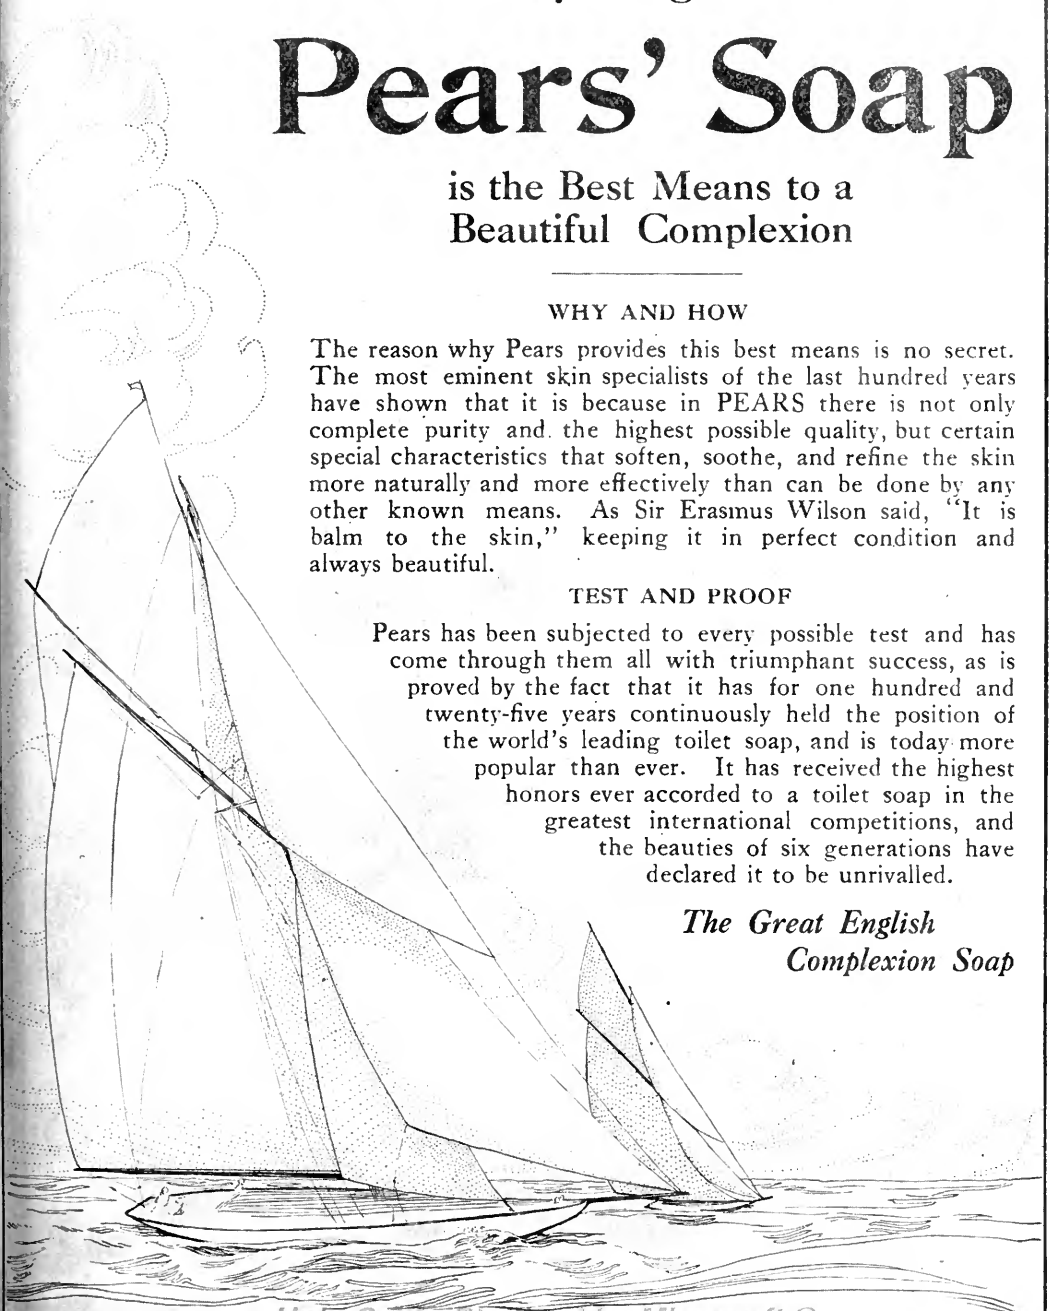 Pears' Soap
is the Best Means to a
Beautiful Complexion
WHY AND HOW
The reason why Pears provides this best means is no secret.
The most eminent skin specialists of the last hundred years
have shown that it is because in PEARS there is not only
complete purity and. the highest possible quality, but certain
special characteristics that soften, soothe, and refine the skin
more naturally and more effectively than can be done by any
other known means. As Sir Erasmus Wilson said, "It is
balm to the skin," keeping it in perfect condition and
always beautiful.
TEST AND PROOF
Pears has been subjected to every possible test and has
come through them all with triumphant success, as is
proved by the fact that it has for one hundred and
twenty-five years continuously held the position of
the world's leading toilet soap, and is today more
popular than ever. It has received the highest
honors ever accorded to a toilet soap in the
greatest international competitions, and
the beauties of six generations have
declared it to be unrivalled.
The Great English
Complexion Soap